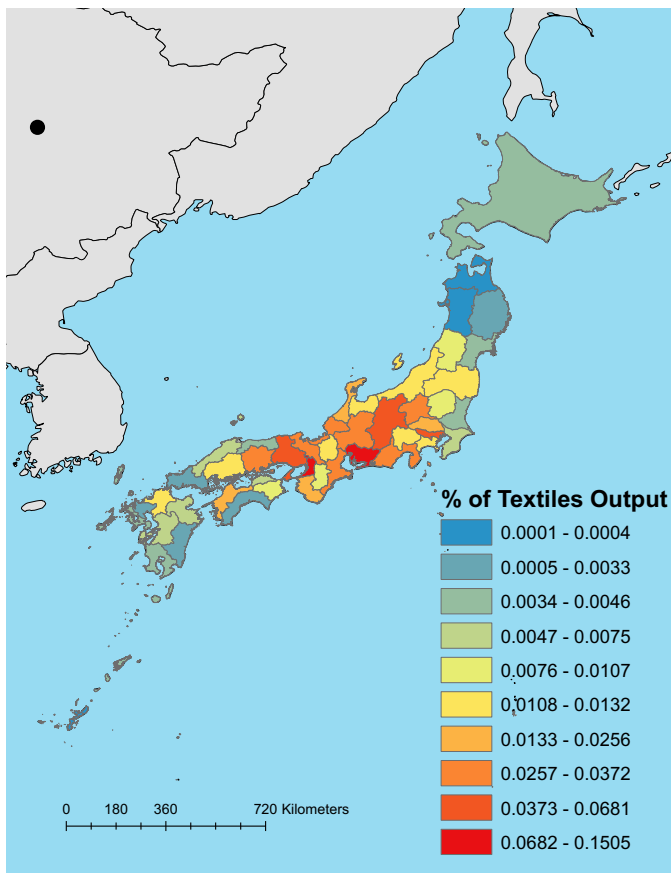 % of Textiles Output
0.0001 - 0.0004
0.0005 - 0.0033
0.0034 - 0.0046
0.0047 - 0.0075
0.0076 - 0.0107
0.0108 - 0.0132
0.0133 - 0.0256
0.0257 - 0.0372
0.0373 - 0.0681
0.0682 - 0.1505
0 180 360 720 Kilometers